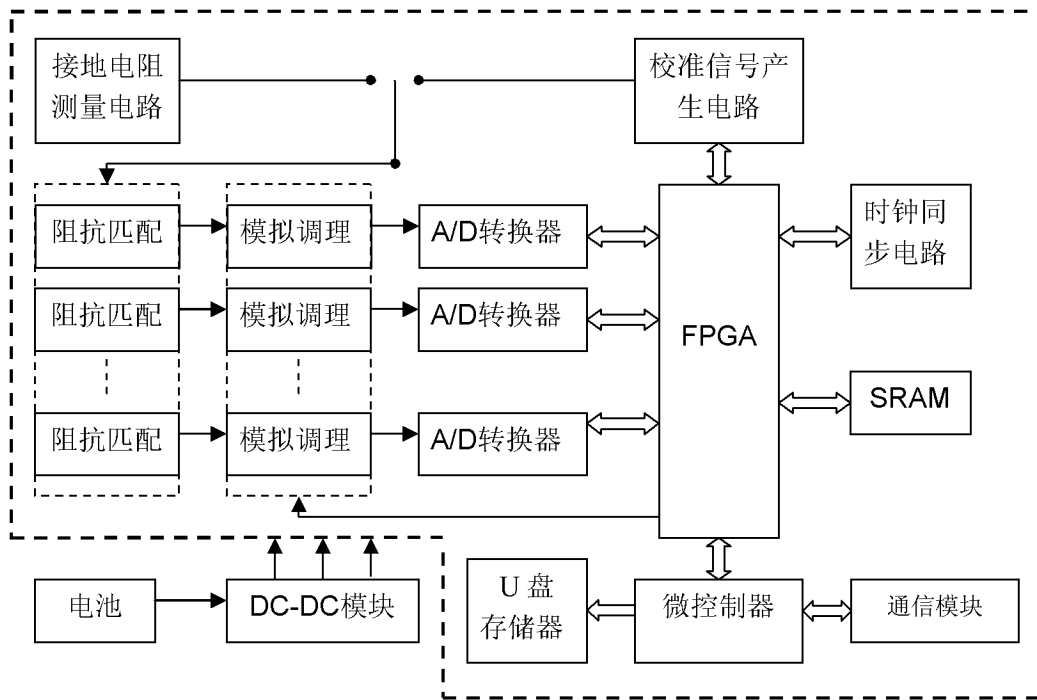 接地电阻
测量电路
校准信号产
生电路
阻抗匹配
模拟调理
A/D转换器
时钟同
步电路
阻抗匹配
模拟调理
A/D转换器
FPGA
SRAM
阻抗匹配
模拟调理
A/D转换器
电池
DC-DC模块
U 盘
存储器
微控制器
通信模块